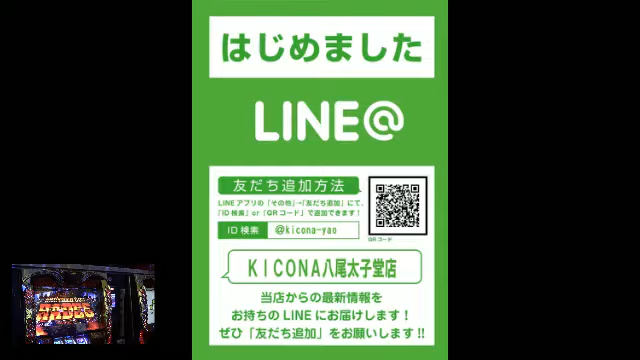 はじめました
LINE@
友だち追加方法
LINEアプリの「その他」→「友だち追加」にて、
「ID検索」or「QRコード」で追加できます！
ID検索 @kicona-yao
QRコード
KICONA八尾太子堂店
当店からの最新情報を
お持ちのLINEにお届けします！
ぜひ「友だち追加」をお願いします!!